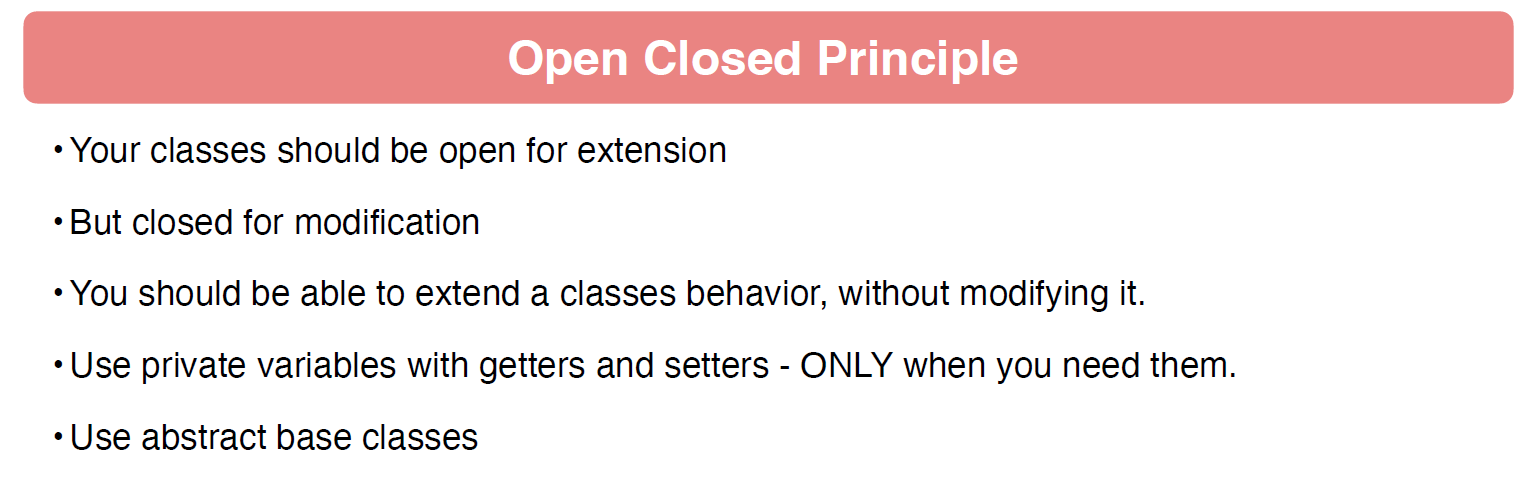 Open Closed Principle
• Your classes should be open for extension
• But closed for modification
• You should be able to extend a classes behavior, without modifying it.
• Use private variables with getters and setters - ONLY when you need them.
• Use abstract base classes